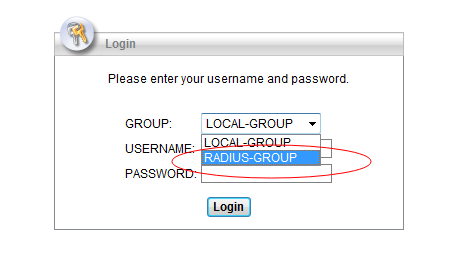 Login
Please enter your username and password.
GROUP: LOCAL-GROUP
LOCAL-GROUP
USERNAME:
RADIUS-GROUP
PASSWORD:
Login